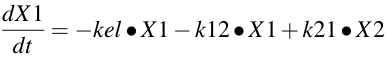 dX1/dt = −kel•X1 − k12•X1 + k21•X2